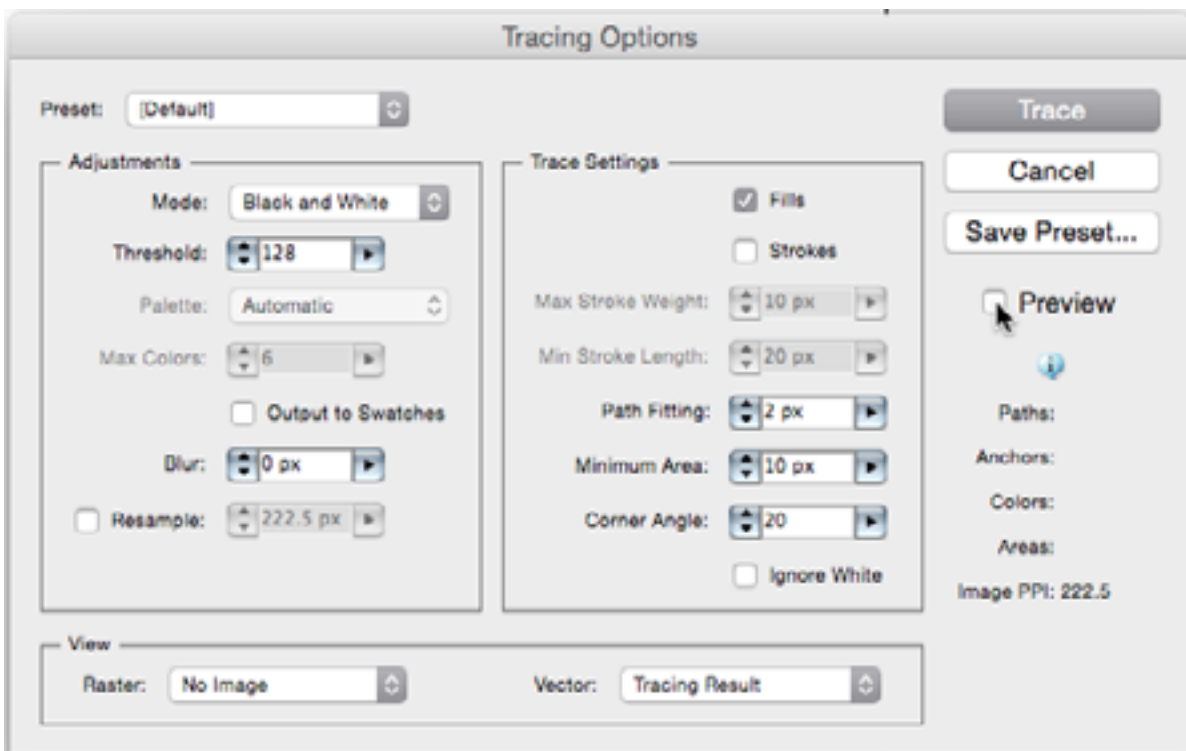 Tracing Options
Preset: [Default]
Trace
Adjustments
Mode: Black and White
Threshold: 128
Palette: Automatic
Max Colors: 6
Output to Swatches
Blur: 0 px
Resample: 222.5 px
Trace Settings
Fills
Strokes
Max Stroke Weight: 10 px
Min Stroke Length: 20 px
Path Fitting: 2 px
Minimum Area: 10 px
Corner Angle: 20
Ignore White
Cancel
Save Preset...
Preview
Paths:
Anchors:
Colors:
Areas:
Image PPI: 222.5
View
Raster: No Image
Vector: Tracing Result